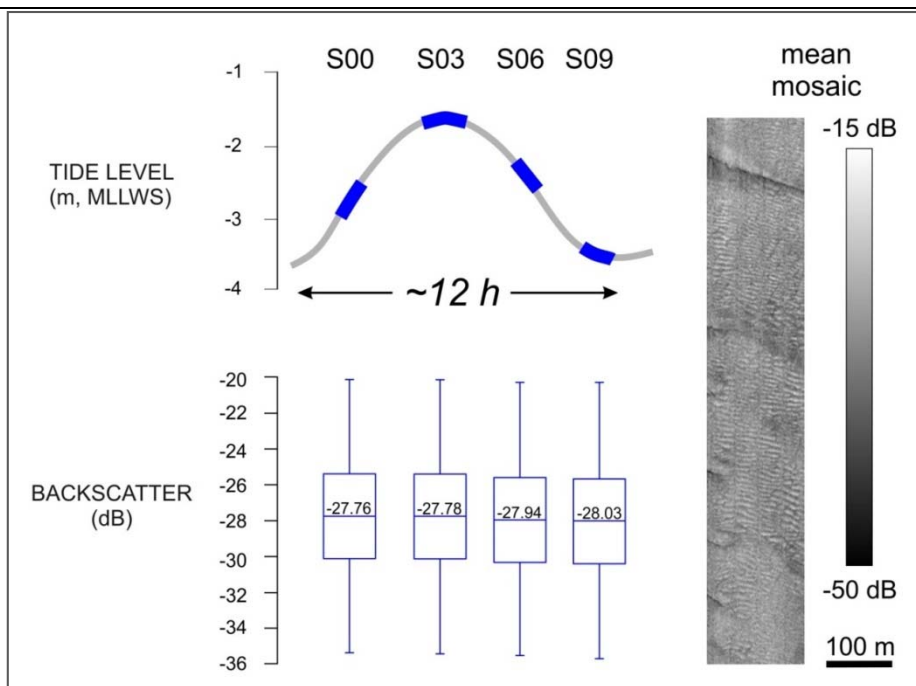 S00 S03 S06 S09
mean
mosaic
-1
-2
-3
-4
TIDE LEVEL
(m, MLLWS)
~12 h
-15 dB
-50 dB
100 m
-20
-22
-24
-26
-28
-30
-32
-34
-36
BACKSCATTER
(dB)
-27.76 -27.78 -27.94 -28.03